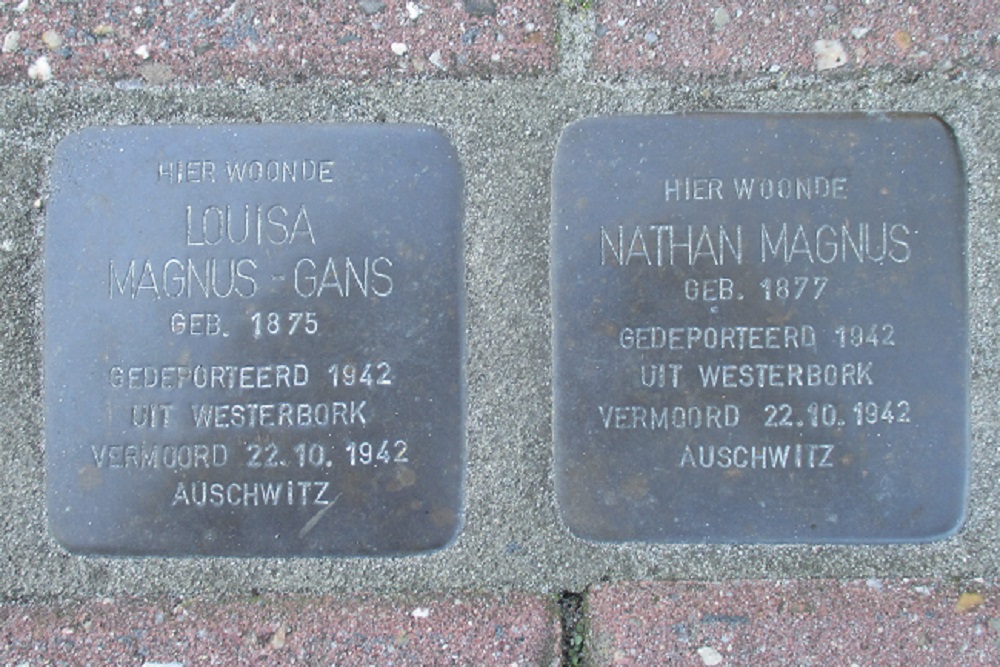 HIER WOONDE
LOUISA
MAGNUS - GANS
GEB. 1875
GEDEPORTEERD 1942
UIT WESTERBORK
VERMOORD 22.10.1942
AUSCHWITZ
HIER WOONDE
NATHAN MAGNUS
GEB. 1877
GEDEPORTEERD 1942
UIT WESTERBORK
VERMOORD 22.10.1942
AUSCHWITZ